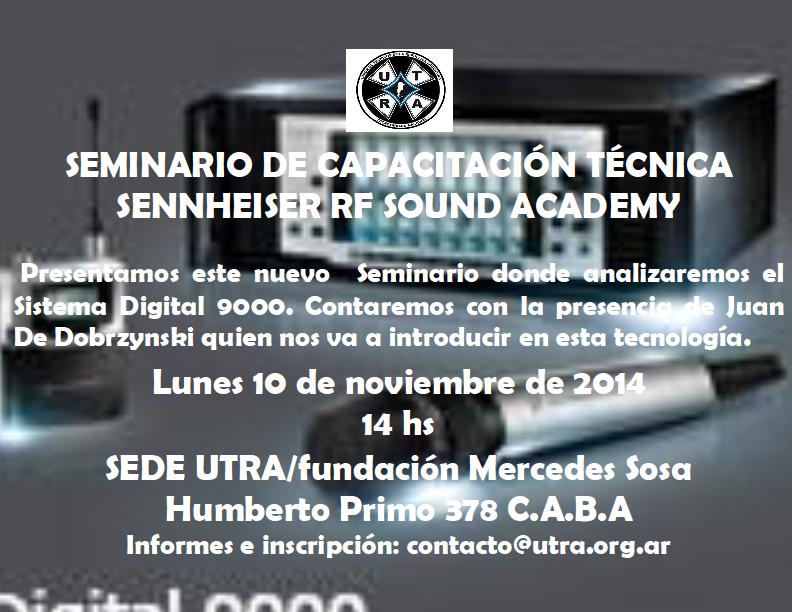 U T
R A
SEMINARIO DE CAPACITACIÓN TÉCNICA
SENNHEISER RF SOUND ACADEMY
Presentamos este nuevo Seminario donde analizaremos el
Sistema Digital 9000. Contaremos con la presencia de Juan
De Dobrzynski quien nos va a introducir en esta tecnología.
Lunes 10 de noviembre de 2014
14 hs
SEDE UTRA/fundación Mercedes Sosa
Humberto Primo 378 C.A.B.A
Informes e inscripción: contacto@utra.org.ar
Digital 9000